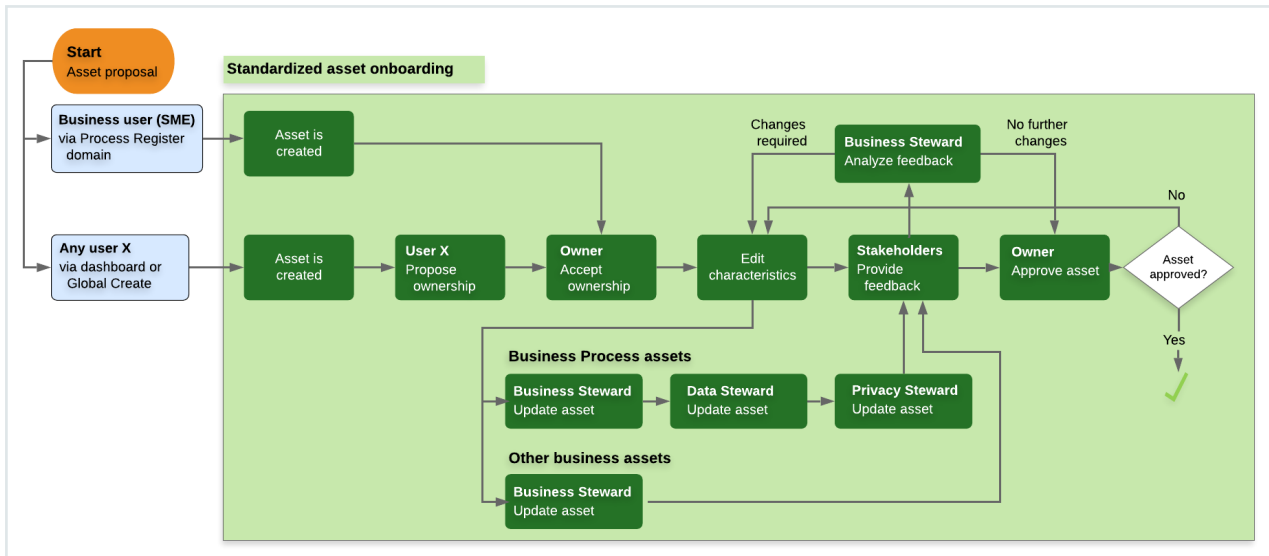 Start
Asset proposal
Standardized asset onboarding
Business user (SME)
via Process Register
domain
Asset is
created
Changes
required
Business Steward
Analyze feedback
No further
changes
No
Any user X
via dashboard or
Global Create
Asset is
created
User X
Propose
ownership
Owner
Accept
ownership
Edit
characteristics
Stakeholders
Provide
feedback
Owner
Approve asset
Asset
approved?
Yes
Business Process assets
Business Steward
Update asset
Data Steward
Update asset
Privacy Steward
Update asset
Other business assets
Business Steward
Update asset